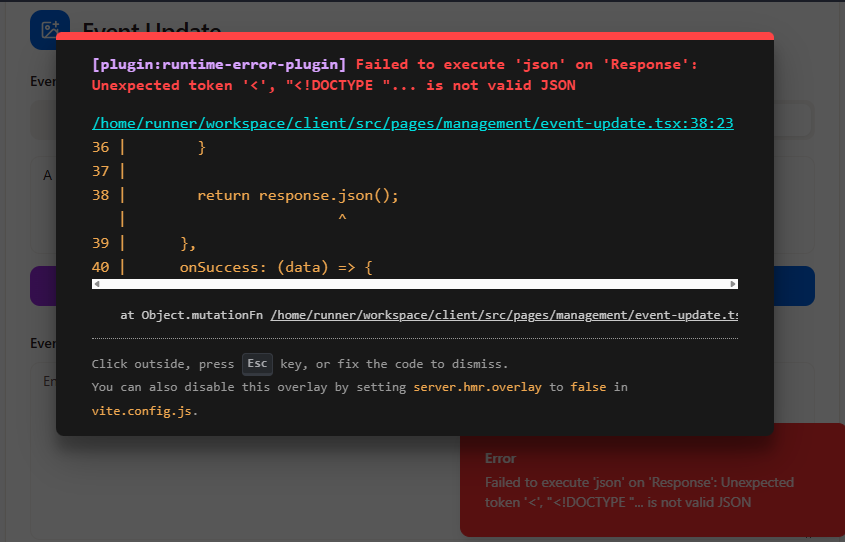 Event Update
Even
[plugin:runtime-error-plugin] Failed to execute 'json' on 'Response':
Unexpected token '<', "<!DOCTYPE "... is not valid JSON
/home/runner/workspace/client/src/pages/management/event-update.tsx:38:23
36 | }
37 |
A
38 | return response.json();
| ^
39 | },
40 | onSuccess: (data) => {
at Object.mutationFn /home/runner/workspace/client/src/pages/management/event-update.ts
Even
Click outside, press Esc key, or fix the code to dismiss.
En
You can also disable this overlay by setting server.hmr.overlay to false in
vite.config.js.
Error
Failed to execute 'json' on 'Response': Unexpected
token '<', "<!DOCTYPE "... is not valid JSON